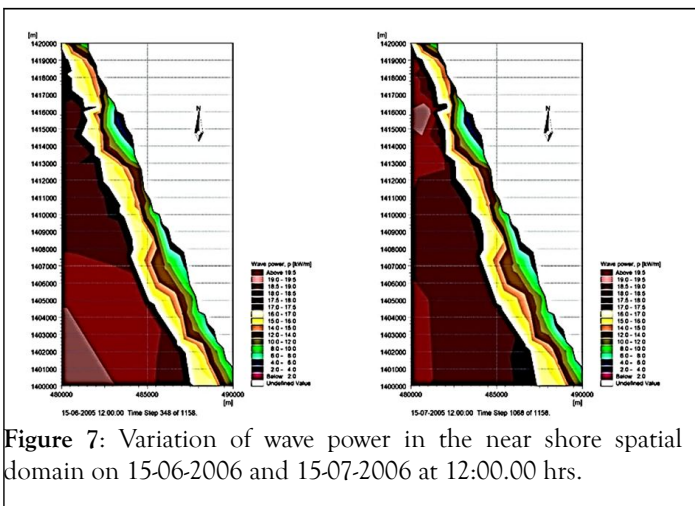 [m]
1420000
1419000
1418000
1417000
1416000
1415000
1414000
1413000
1412000
1411000
1410000
1409000
1408000
1407000
1406000
1405000
1404000
1403000
1402000
1401000
1400000
480000 485000 490000
[m]
N
Wave power, p [kW/m]
Above 19.5
19.0 - 19.5
18.5 - 19.0
18.0 - 18.5
17.5 - 18.0
17.0 - 17.5
16.0 - 17.0
15.0 - 16.0
14.0 - 15.0
12.0 - 14.0
10.0 - 12.0
8.0 - 10.0
6.0 - 8.0
4.0 - 6.0
2.0 - 4.0
Below 2.0
Undefined Value
15-06-2005 12:00:00 Time Step 348 of 1158.
[m]
1420000
1419000
1418000
1417000
1416000
1415000
1414000
1413000
1412000
1411000
1410000
1409000
1408000
1407000
1406000
1405000
1404000
1403000
1402000
1401000
1400000
480000 485000 490000
[m]
N
Wave power, p [kW/m]
Above 19.5
19.0 - 19.5
18.5 - 19.0
18.0 - 18.5
17.5 - 18.0
17.0 - 17.5
16.0 - 17.0
15.0 - 16.0
14.0 - 15.0
12.0 - 14.0
10.0 - 12.0
8.0 - 10.0
6.0 - 8.0
4.0 - 6.0
2.0 - 4.0
Below 2.0
Undefined Value
15-07-2005 12:00:00 Time Step 1068 of 1158.
Figure 7: Variation of wave power in the near shore spatial
domain on 15-06-2006 and 15-07-2006 at 12:00.00 hrs.